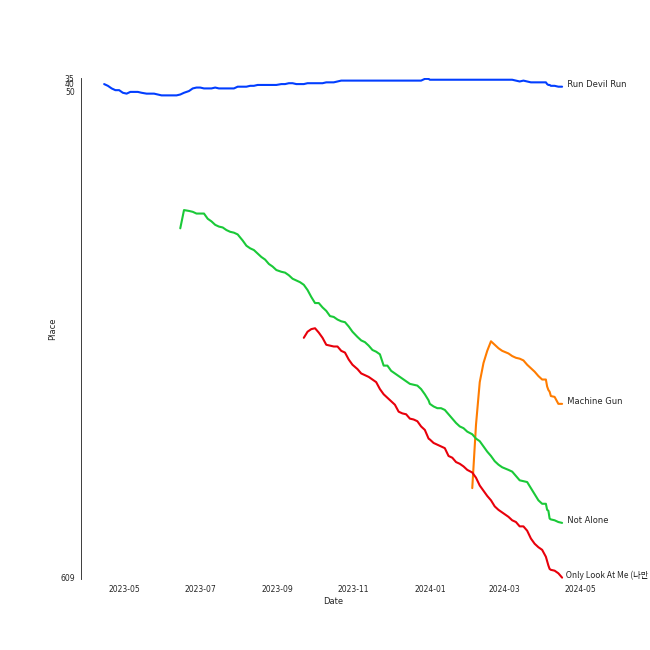 35
40
50
Run Devil Run
Place
Machine Gun
Not Alone
609
Only Look At Me (나만
2023-05
2023-07
2023-09
2023-11
2024-01
2024-03
2024-05
Date